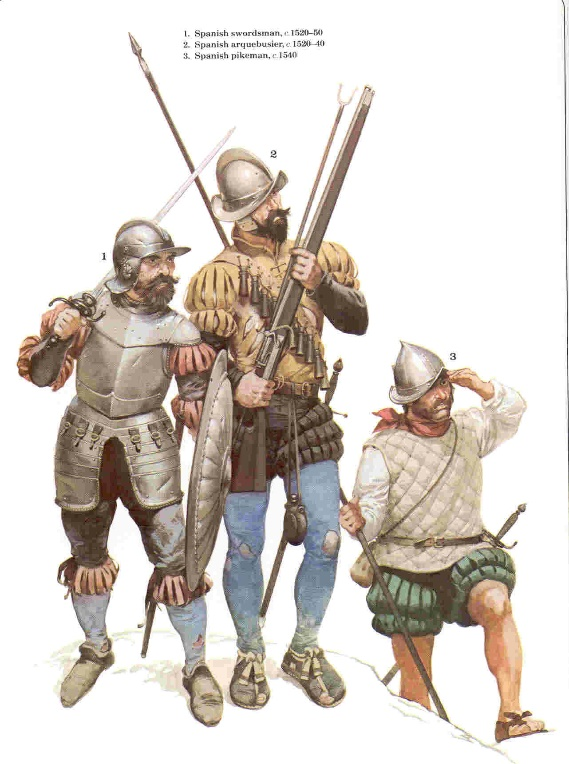 1. Spanish swordsman, c.1520–50
2. Spanish arquebusier, c.1520–40
3. Spanish pikeman, c.1540
2
1
3